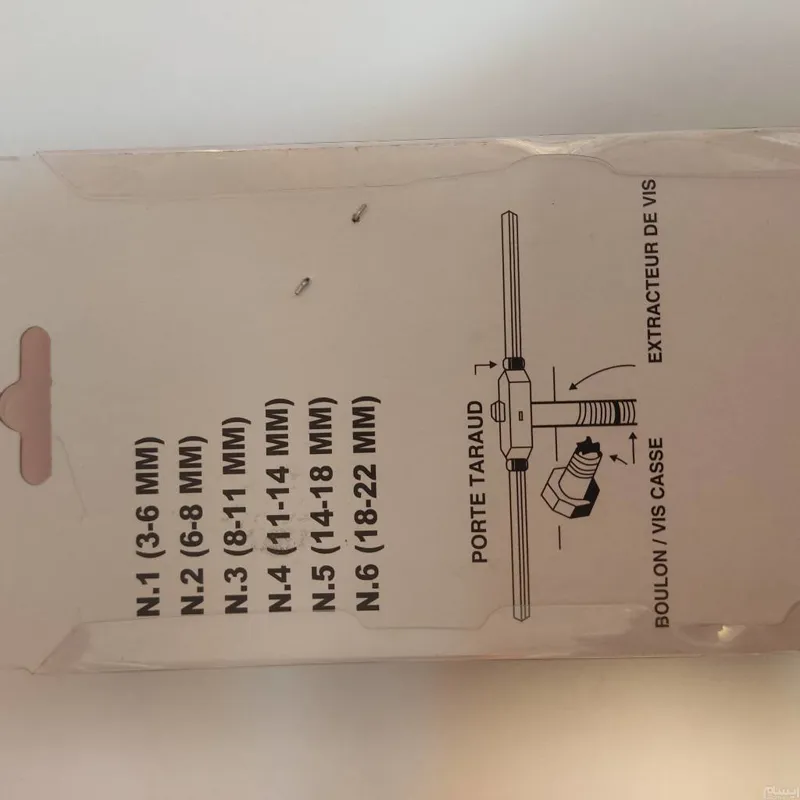 N.1 (3-6 MM)
N.2 (6-8 MM)
N.3 (8-11 MM)
N.4 (11-14 MM)
N.5 (14-18 MM)
N.6 (18-22 MM)
PORTE TARAUD
BOULON / VIS CASSE
EXTRACTEUR DE VIS